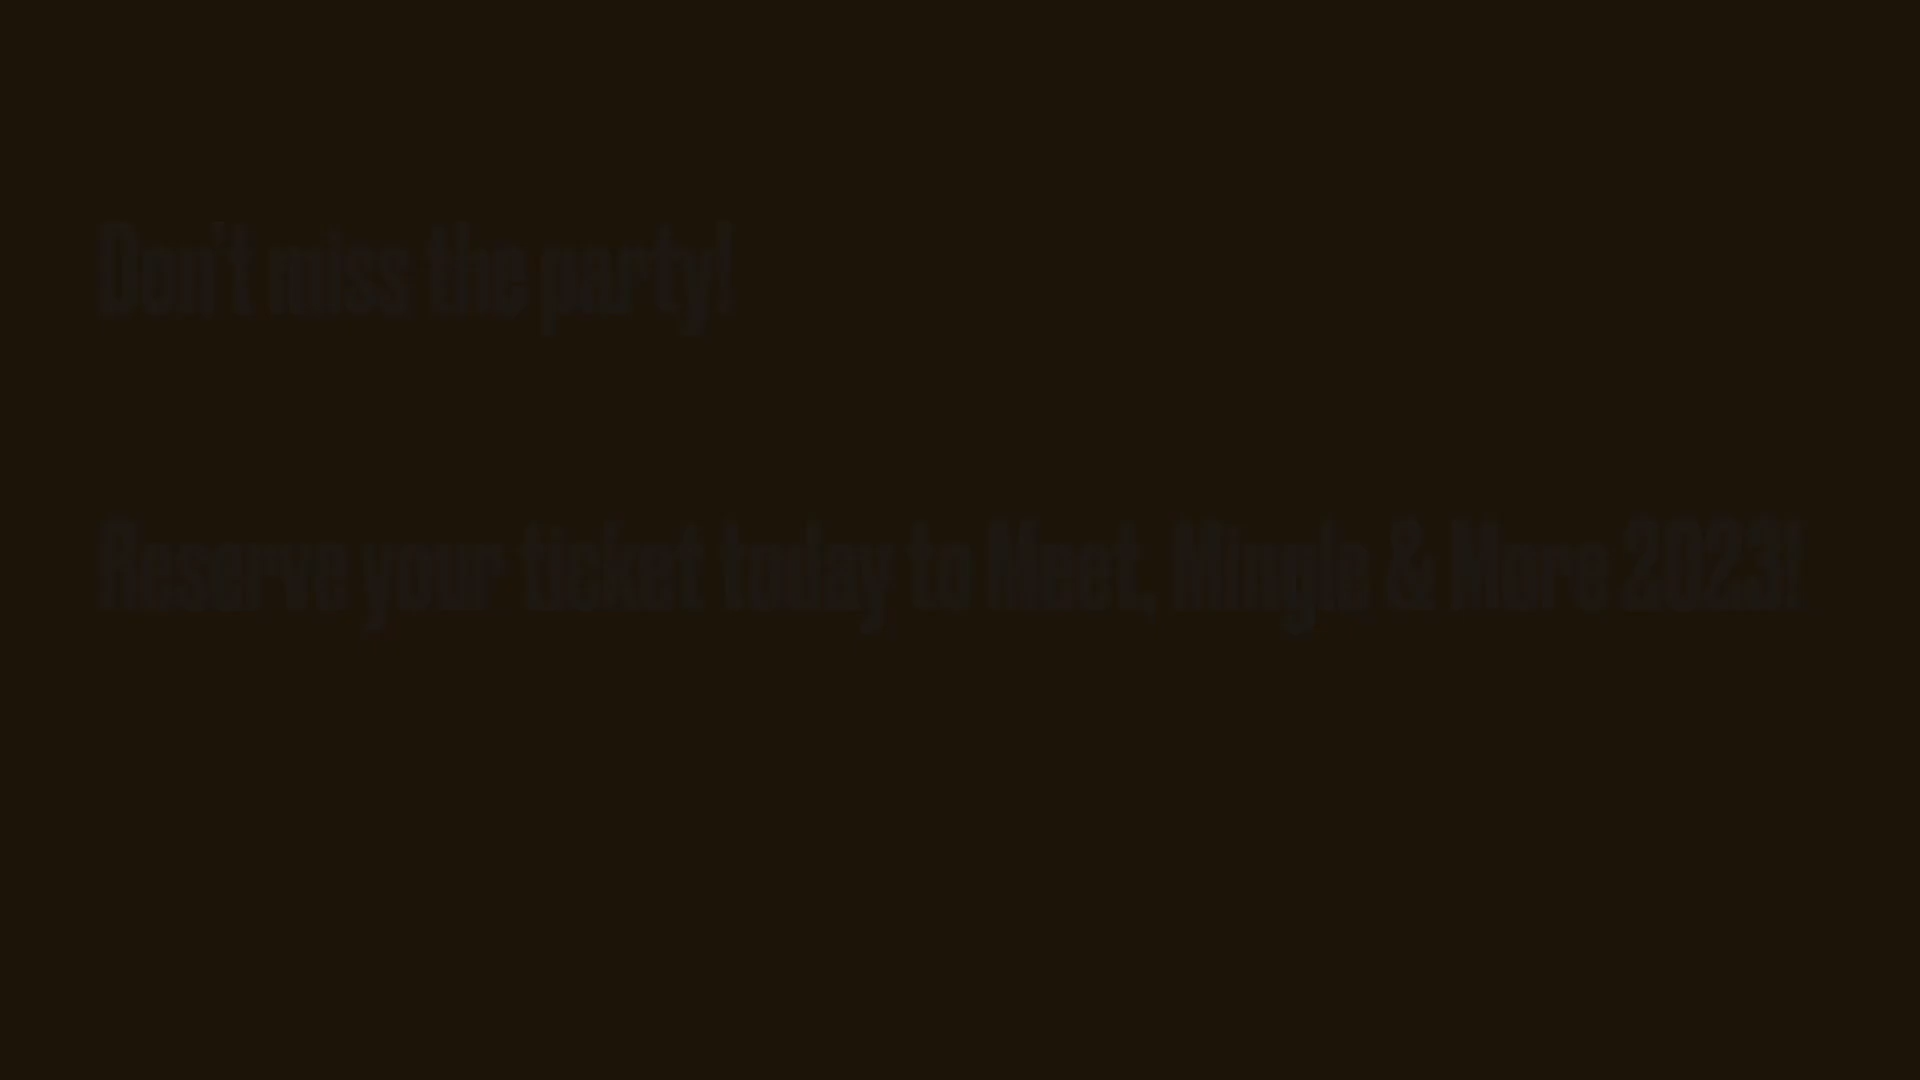 Don't miss the party!
Reserve your ticket today to Meet, Mingle & More 2023!